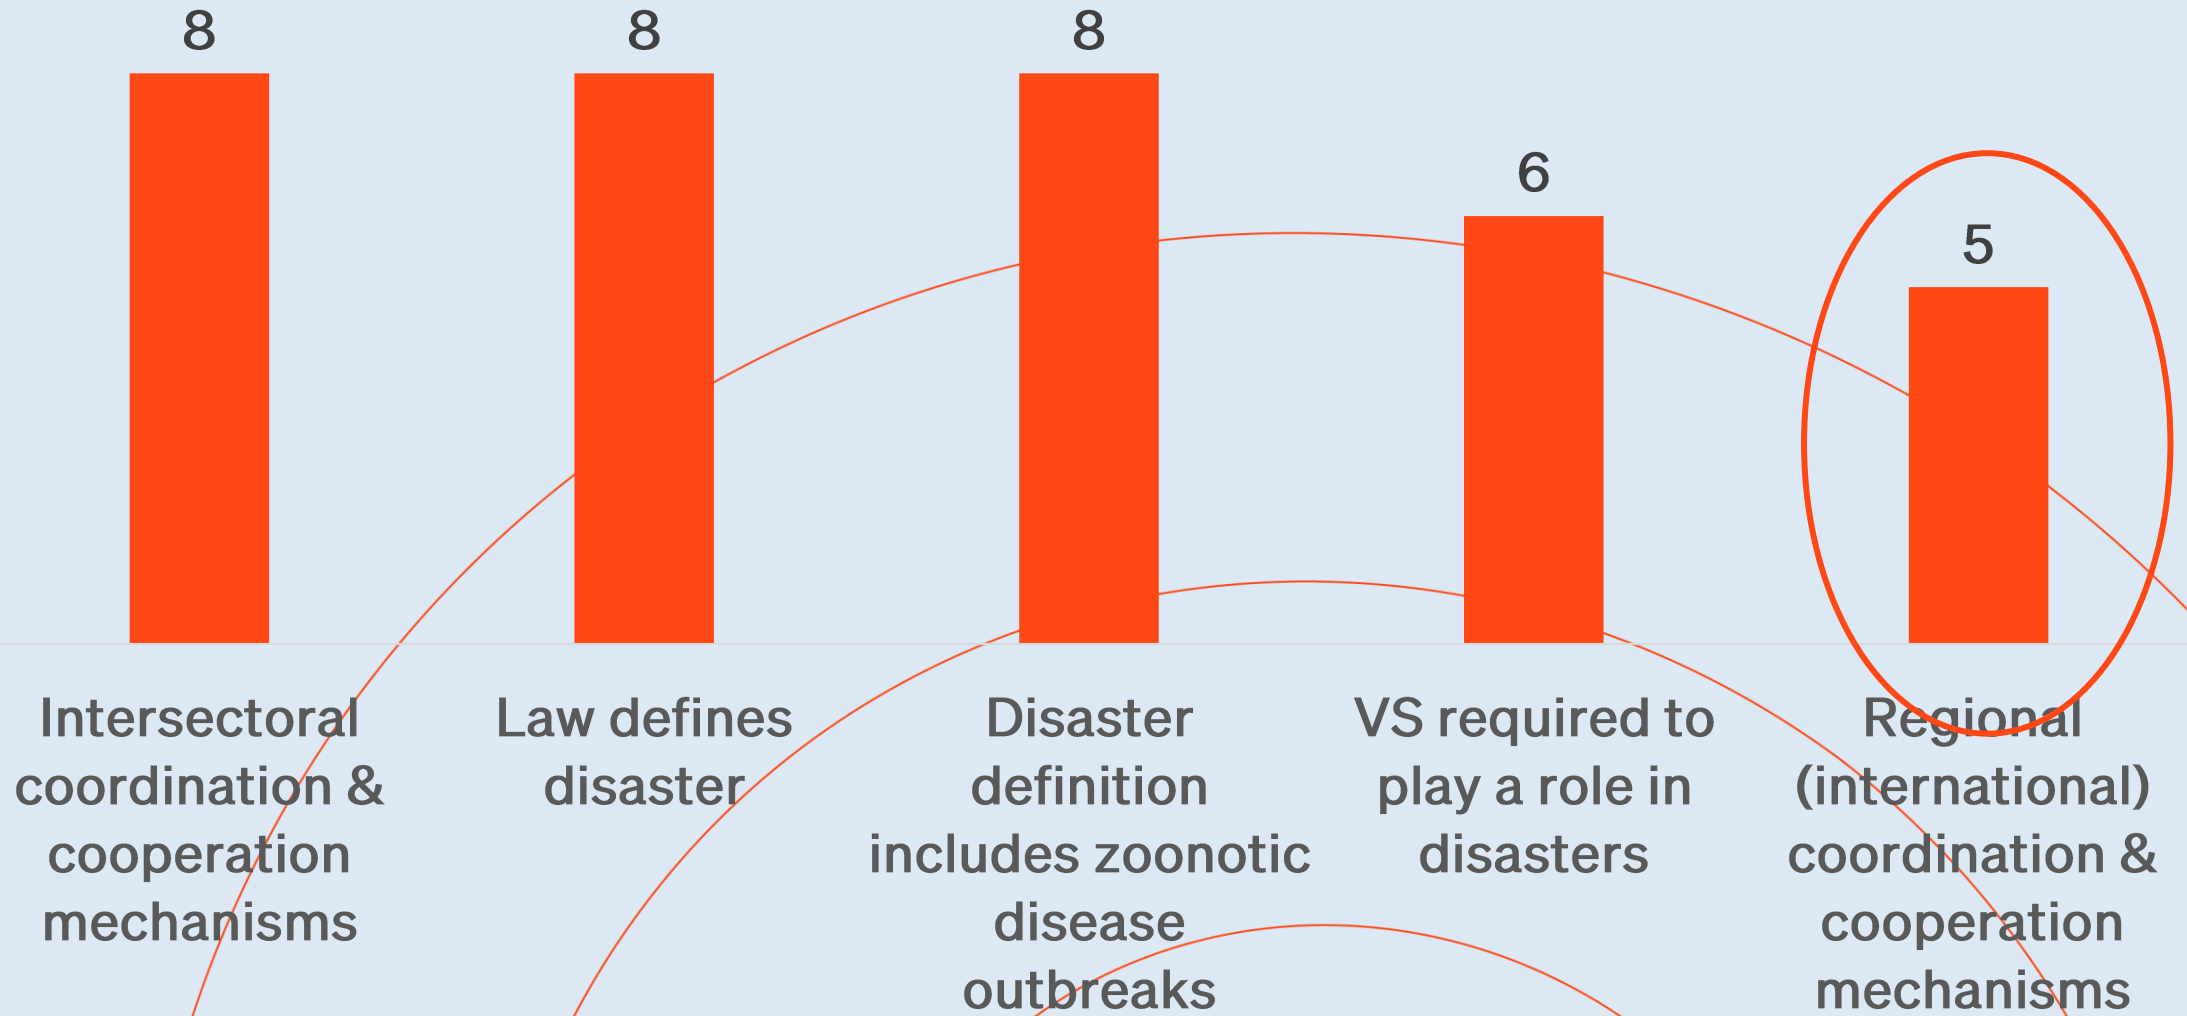 8
8
8
6
5
Intersectoral
coordination &
cooperation
mechanisms
Law defines
disaster
Disaster
definition
includes zoonotic
disease
outbreaks
VS required to
play a role in
disasters
Regional
(international)
coordination &
cooperation
mechanisms